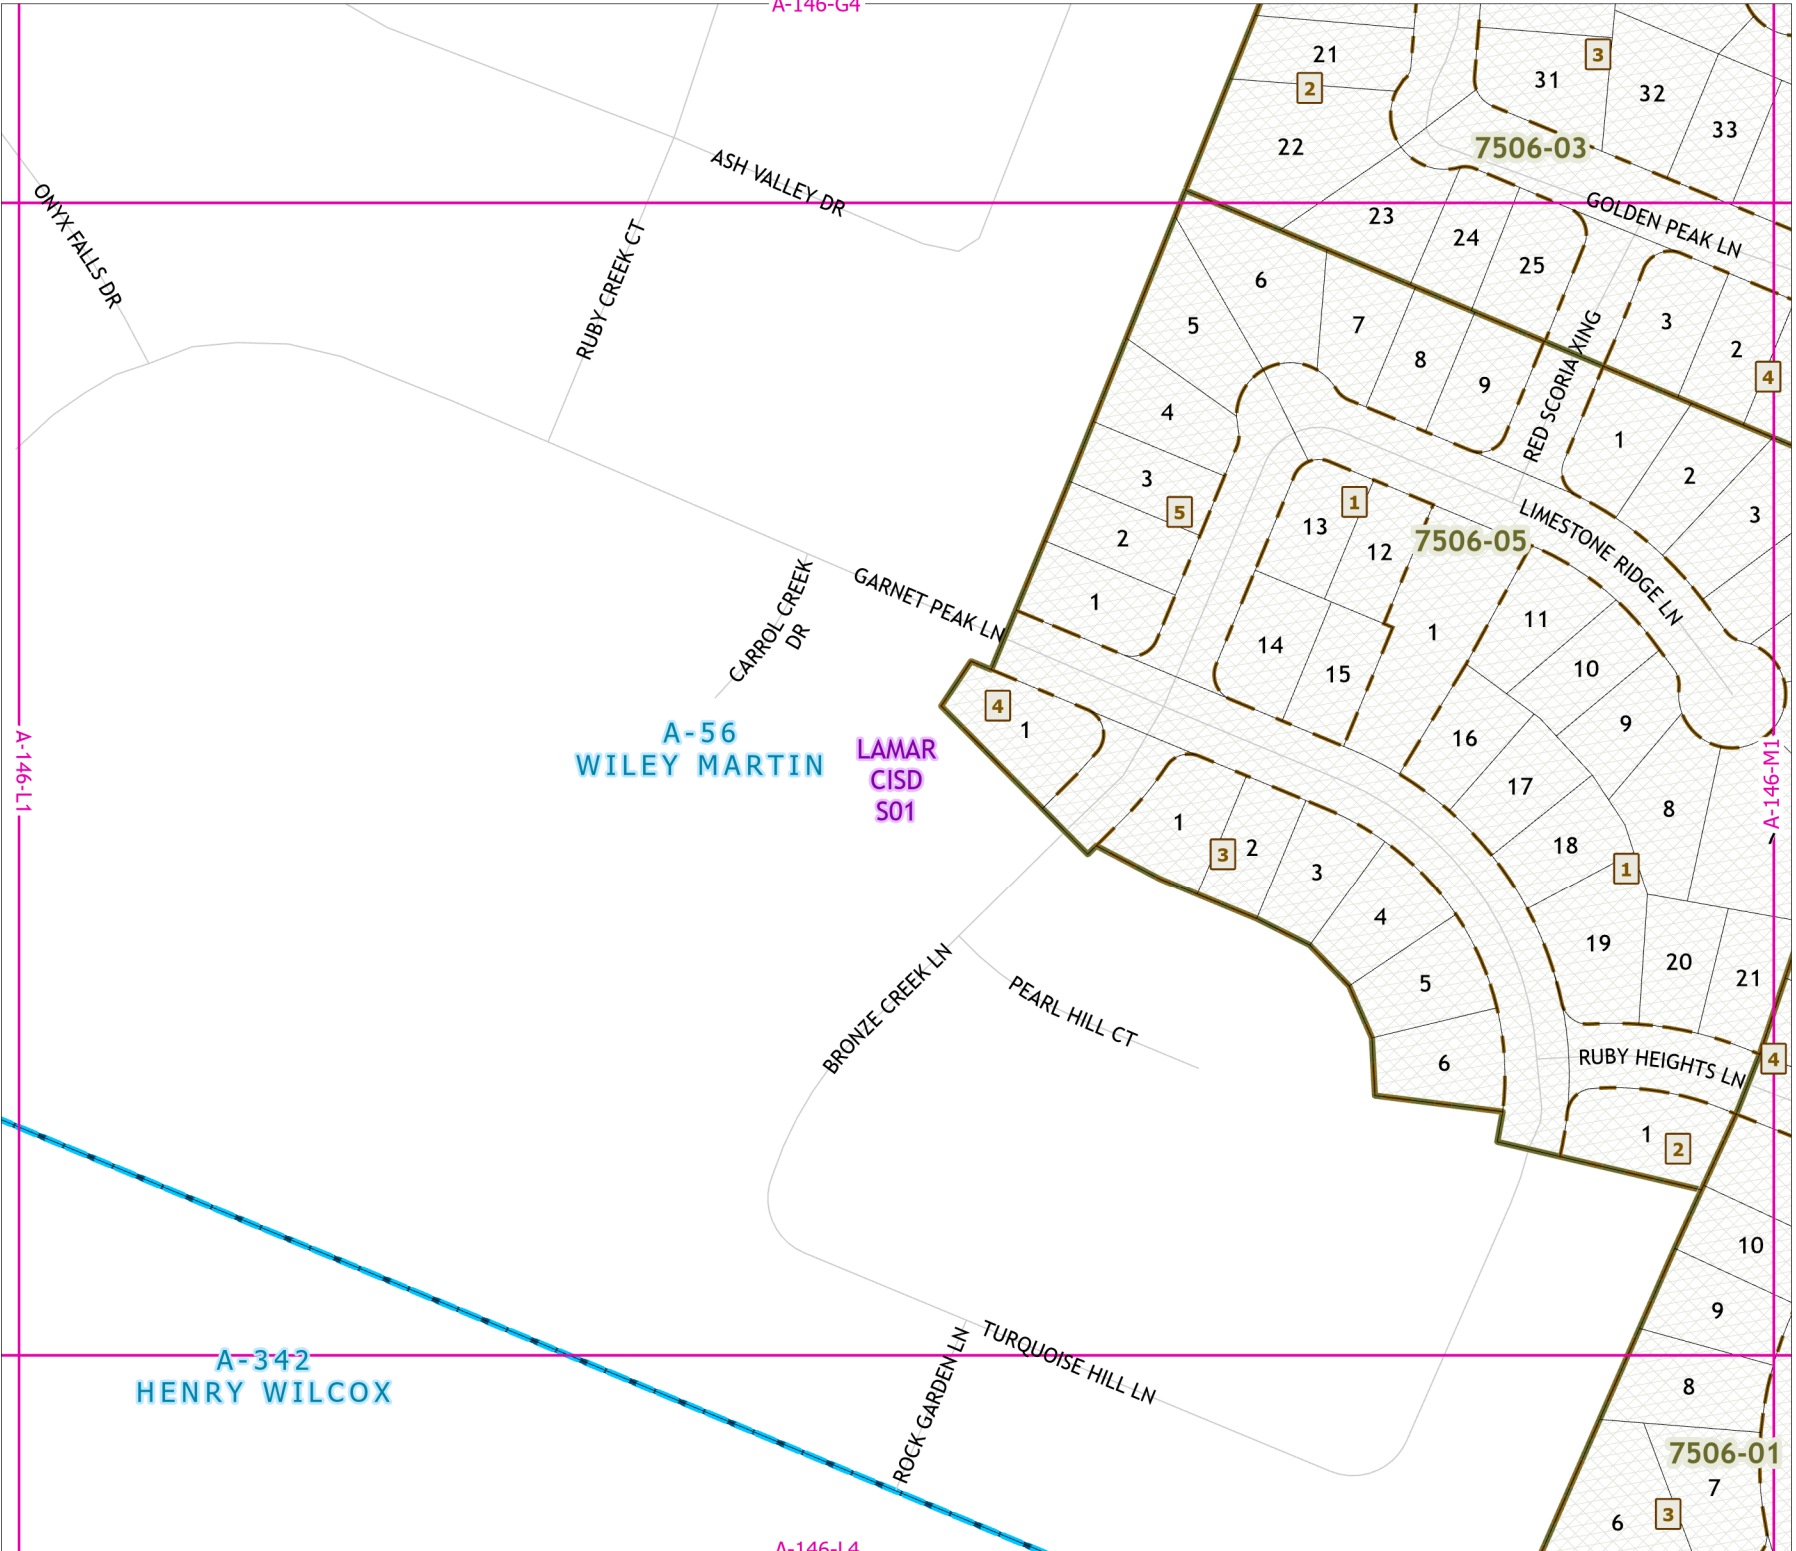 A-146-G4
21
2
22
31
3
32
33
7506-03
ASH VALLEY DR
ONYX FALLS DR
RUBY CREEK CT
23
24
25
GOLDEN PEAK LN
RED SCORIA XING
3
2
4
6
5
7
8
9
4
3
5
2
1
1
2
3
13
1
12
7506-05
LIMESTONE RIDGE LN
14
15
1
11
10
9
16
17
18
8
7
1
19
20
21
GARNET PEAK LN
CARROL CREEK
DR
A-56
WILEY MARTIN
LAMAR
CISD
S01
A-146-L1
A-146-M1
4
1
1
3
2
3
4
5
6
RUBY HEIGHTS LN
4
1
2
BRONZE CREEK LN
PEARL HILL CT
10
9
8
7506-01
7
3
6
TURQUOISE HILL LN
ROCK GARDEN LN
A-342
HENRY WILCOX
A-146-L4